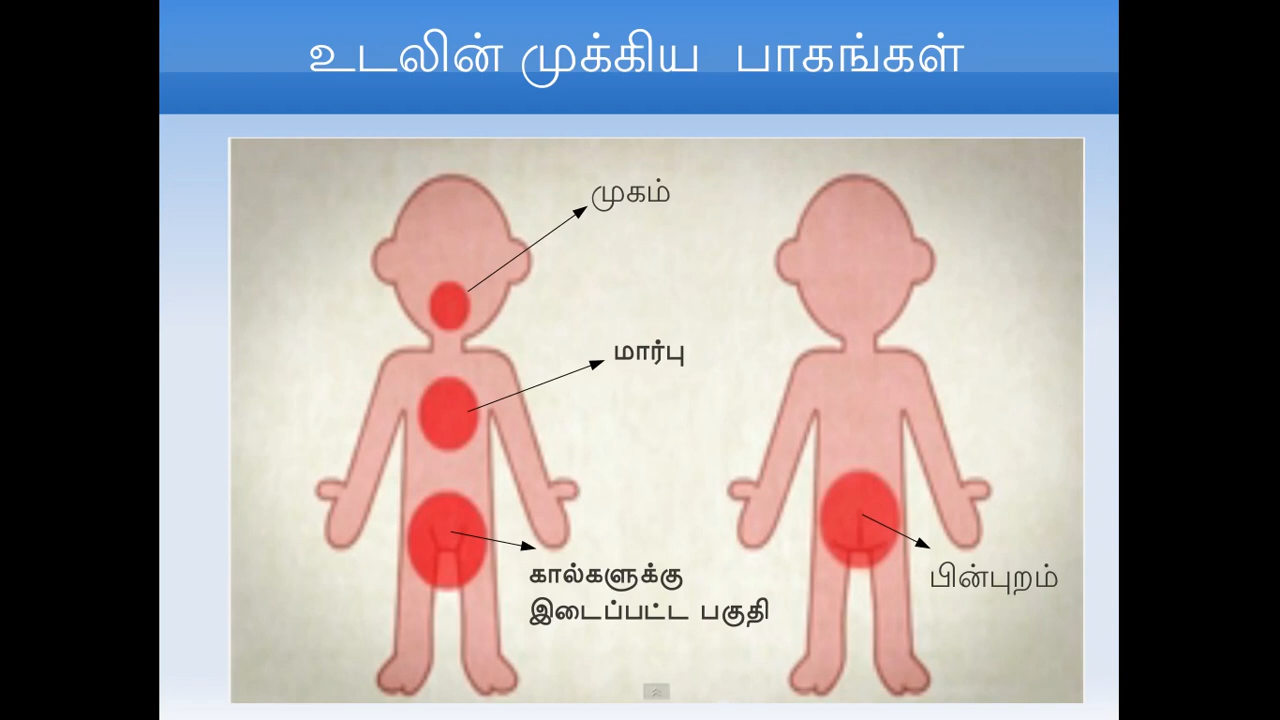 உடலின் முக்கிய பாகங்கள்
முகம்
மார்பு
கால்களுக்கு
இடைப்பட்ட பகுதி
பின்புறம்